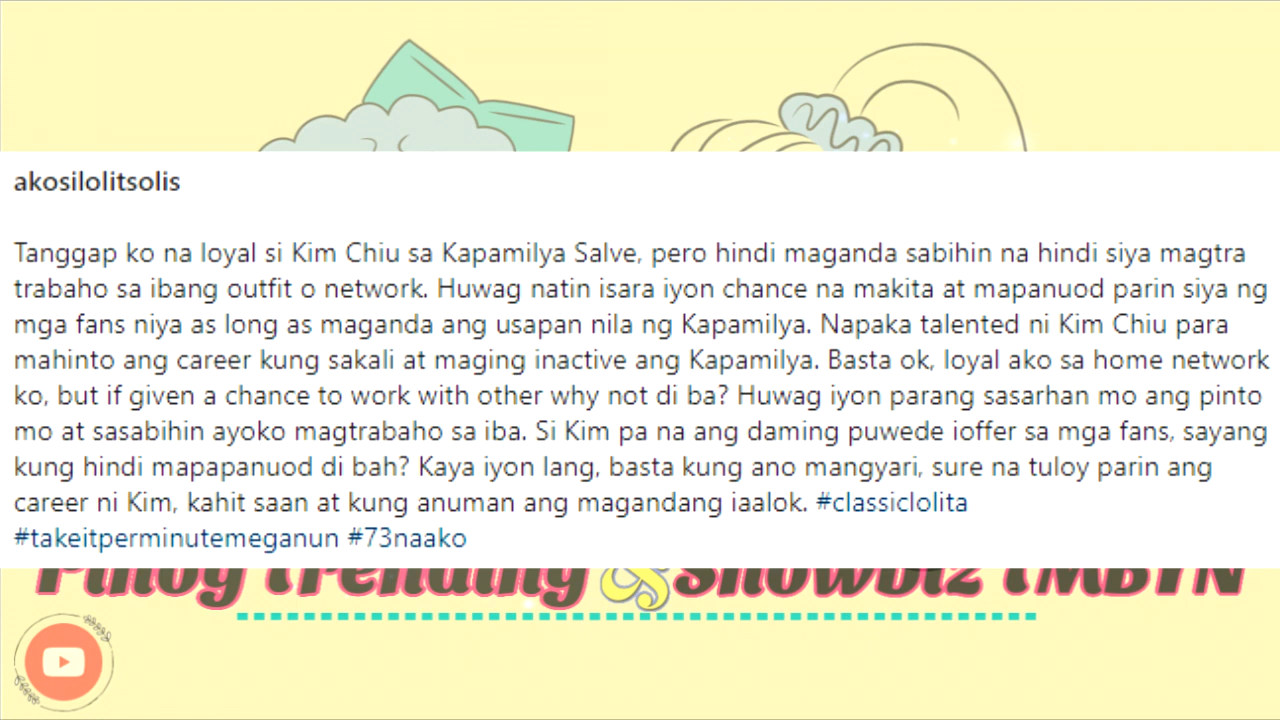 akosilolitsolis
Tanggap ko na loyal si Kim Chiu sa Kapamilya Salve, pero hindi maganda sabihin na hindi siya magtra
trabaho sa ibang outfit o network. Huwag natin isara iyon chance na makita at mapanuod parin siya ng
mga fans niya as long as maganda ang usapan nila ng Kapamilya. Napaka talented ni Kim Chiu para
mahinto ang career kung sakali at maging inactive ang Kapamilya. Basta ok, loyal ako sa home network
ko, but if given a chance to work with other why not di ba? Huwag iyon parang sasarhan mo ang pinto
mo at sasabihin ayoko magtrabaho sa iba. Si Kim pa na ang daming puwede ioffer sa mga fans, sayang
kung hindi mapapanuod di bah? Kaya iyon lang, basta kung ano mangyari, sure na tuloy parin ang
career ni Kim, kahit saan at kung anuman ang magandang iaalok. #classiclolita
#takeitperminutemeganun #73naako
Pinoy Trending & Showbiz TMBTN